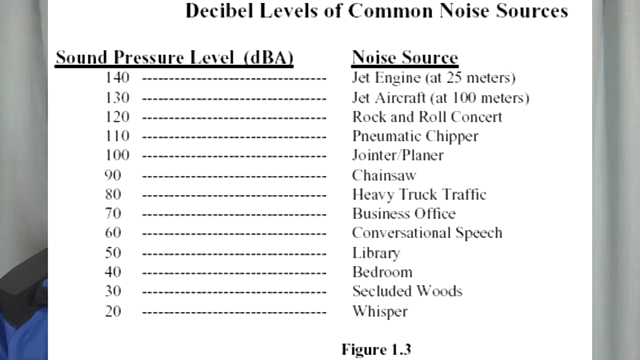 Decibel Levels of Common Noise Sources
Sound Pressure Level (dBA) Noise Source
140 ---------------------------------- Jet Engine (at 25 meters)
130 ---------------------------------- Jet Aircraft (at 100 meters)
120 ---------------------------------- Rock and Roll Concert
110 ---------------------------------- Pneumatic Chipper
100 ---------------------------------- Jointer/Planer
90 ---------------------------------- Chainsaw
80 ---------------------------------- Heavy Truck Traffic
70 ---------------------------------- Business Office
60 ---------------------------------- Conversational Speech
50 ---------------------------------- Library
40 ---------------------------------- Bedroom
30 ---------------------------------- Secluded Woods
20 ---------------------------------- Whisper
Figure 1.3